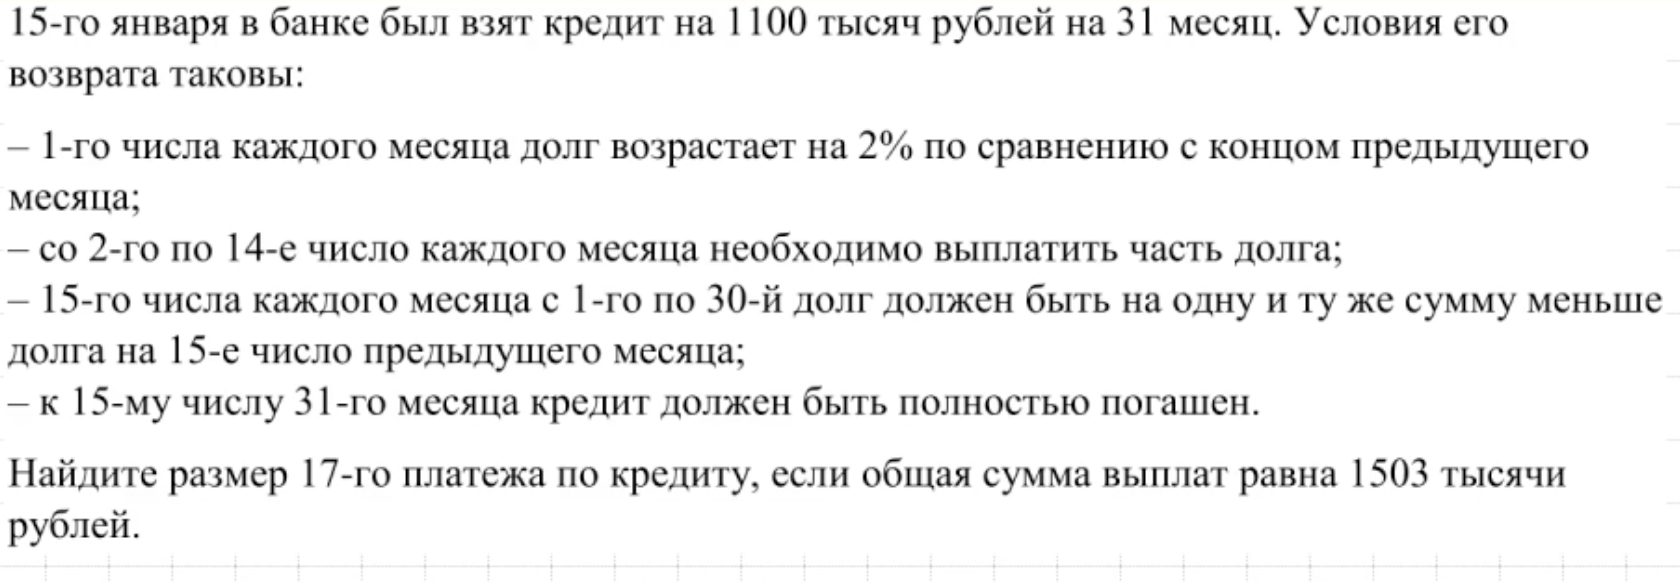 15-го января в банке был взят кредит на 1100 тысяч рублей на 31 месяц. Условия его
возврата таковы:
– 1-го числа каждого месяца долг возрастает на 2% по сравнению с концом предыдущего
месяца;
– со 2-го по 14-е число каждого месяца необходимо выплатить часть долга;
– 15-го числа каждого месяца с 1-го по 30-й долг должен быть на одну и ту же сумму меньше
долга на 15-е число предыдущего месяца;
– к 15-му числу 31-го месяца кредит должен быть полностью погашен.
Найдите размер 17-го платежа по кредиту, если общая сумма выплат равна 1503 тысячи
рублей.